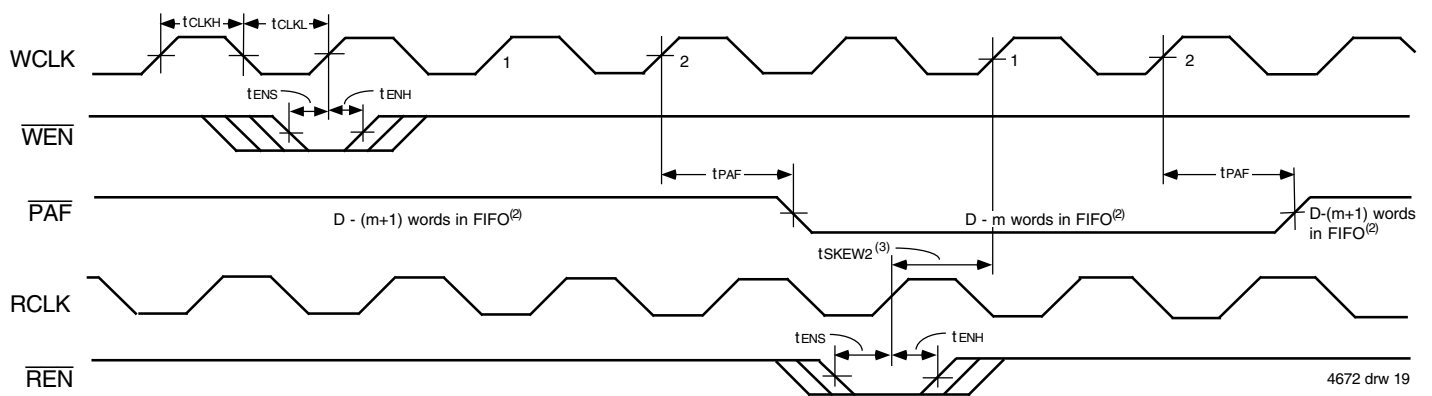 tCLKH
tCLKL
WCLK
1
2
1
2
tENS
tENH
WEN
tPAF
tPAF
PAF
D - (m+1) words in FIFO(2)
D - m words in FIFO(2)
D-(m+1) words
in FIFO(2)
tSKEW2(3)
RCLK
tENS
tENH
REN
4672 drw 19